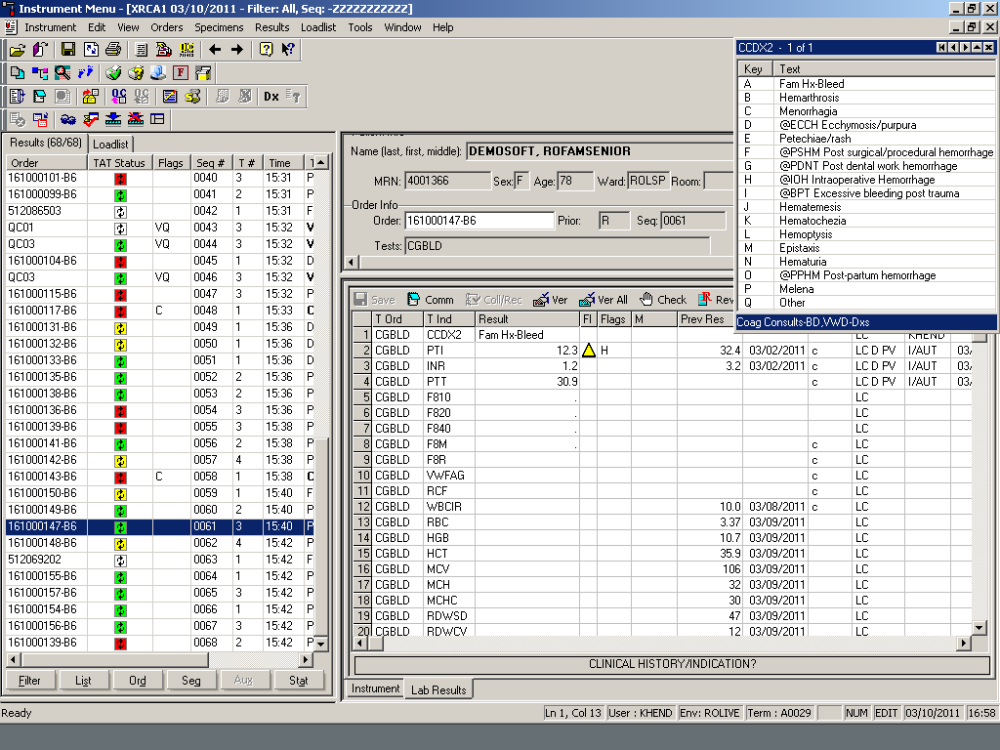 Instrument Menu - [XRCA1 03/10/2011 - Filter: All, Seq: -ZZZZZZZZZZZ]
Instrument Edit View Orders Specimens Results Loadlist Tools Window Help
F
QC QC
Dx
CCDX2 - 1 of 1
Key Text
A Fam Hx-Bleed
B Hemarthrosis
C Menorrhagia
D @ECCH Ecchymosis/purpura
E Petechiae/rash
F @PSHM Post surgical/procedural hemorrhage
G @PDNT Post dental work hemorrhage
H @IOH Intraoperative Hemorrhage
I @BPT Excessive bleeding post trauma
J Hematemesis
K Hematochezia
L Hemoptysis
M Epistaxis
N Hematuria
O @PPHM Post-partum hemorrhage
P Melena
Q Other
Coag Consults-BD,VWD-Dxs
Results (68/68) Loadlist
Order TAT Status Flags Seq # T # Time
161000101-B6 0040 3 15:31 P
161000099-B6 0041 2 15:31 P
512086503 0042 1 15:31 F
QC01 VQ 0043 3 15:32 V
QC03 VQ 0044 3 15:32 V
161000104-B6 0045 1 15:32 D
QC03 VQ 0046 3 15:32 V
161000115-B6 0047 3 15:32 P
161000117-B6 C 0048 1 15:33 C
161000131-B6 0049 1 15:32 D
161000132-B6 0050 1 15:32 D
161000133-B6 0051 1 15:36 D
161000135-B6 0052 2 15:36 P
161000138-B6 0053 2 15:36 P
161000136-B6 0054 3 15:38 P
161000139-B6 0055 3 15:38 P
161000141-B6 0056 2 15:38 P
161000142-B6 0057 4 15:38 P
161000143-B6 C 0058 1 15:38 C
161000150-B6 0059 1 15:40 F
161000149-B6 0060 2 15:40 P
161000147-B6 0061 3 15:40 P
161000148-B6 0062 4 15:42 P
512069202 0063 1 15:42 F
161000155-B6 0064 1 15:42 P
161000157-B6 0065 3 15:42 P
161000154-B6 0066 1 15:42 P
161000156-B6 0067 3 15:42 P
161000139-B6 0068 2 15:42 P
Filter List Ord Seg Aux Stat
Name (last, first, middle): DEMOSOFT, ROFAMSENIOR
MRN: 4001366 Sex: F Age: 78 Ward: ROLSP Room:
Order Info
Order: 161000147-B6 Prior: R Seq: 0061
Tests: CGBLD
Save Comm Coll/Rec Ver Ver All Check Rev
T Ord T Ind Result Fl Flags M Prev Res
1 CGBLD CCDX2 Fam Hx-Bleed LC KHEND
2 CGBLD PTI 12.3 H 32.4 03/02/2011 c LC D PV I/AUT 03/
3 CGBLD INR 1.2 3.2 03/02/2011 c LC D PV I/AUT 03/
4 CGBLD PTT 30.9 c LC D PV I/AUT 03/
5 CGBLD F810 . LC
6 CGBLD F820 . LC
7 CGBLD F840 . LC
8 CGBLD F8M . c LC
9 CGBLD F8R c LC
10 CGBLD VWFAG c LC
11 CGBLD RCF c LC
12 CGBLD WBCIR 10.0 03/08/2011 c LC
13 CGBLD RBC 3.37 03/09/2011 LC
14 CGBLD HGB 10.7 03/09/2011 LC
15 CGBLD HCT 35.9 03/09/2011 LC
16 CGBLD MCV 106 03/09/2011 LC
17 CGBLD MCH 32 03/09/2011 LC
18 CGBLD MCHC 30 03/09/2011 LC
19 CGBLD RDWSD 47 03/09/2011 LC
20 CGBLD RDWCV 12 03/09/2011 LC
CLINICAL HISTORY/INDICATION?
Instrument Lab Results
Ready Ln 1, Col 13 User : KHEND Env: ROLIVE Term : A0029 NUM EDIT 03/10/2011 16:58